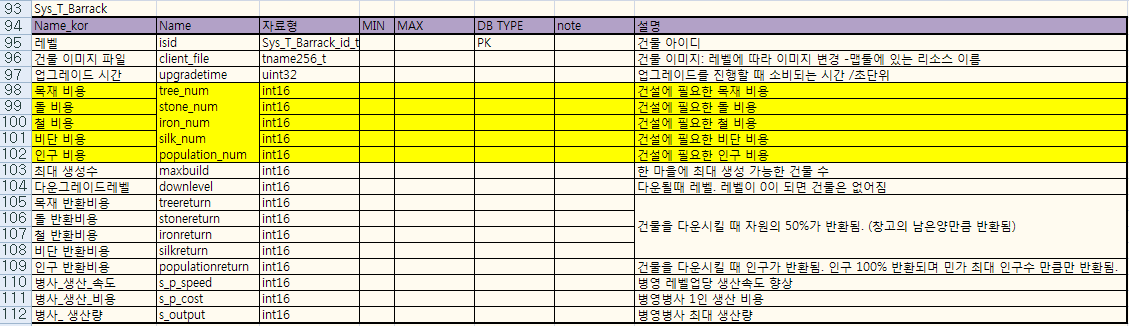 93 Sys_T_Barrack
94 Name_kor Name 자료형 MIN MAX DB TYPE note 설명
95 레벨 isid Sys_T_Barrack_id_t PK 건물 아이디
96 건물 이미지 파일 client_file tname256_t 건물 이미지: 레벨에 따라 이미지 변경 -맵툴에 있는 리소스 이름
97 업그레이드 시간 upgradetime uint32 업그레이드를 진행할 때 소비되는 시간 /초단위
98 목재 비용 tree_num int16 건설에 필요한 목재 비용
99 돌 비용 stone_num int16 건설에 필요한 돌 비용
100 철 비용 iron_num int16 건설에 필요한 철 비용
101 비단 비용 silk_num int16 건설에 필요한 비단 비용
102 인구 비용 population_num int16 건설에 필요한 인구 비용
103 최대 생성수 maxbuild int16 한 마을에 최대 생성 가능한 건물 수
104 다운그레이드레벨 downlevel int16 다운될때 레벨. 레벨이 0이 되면 건물은 없어짐
105 목재 반환비용 treereturn int16
106 돌 반환비용 stonereturn int16 건물을 다운시킬 때 자원의 50%가 반환됨. (창고의 남은양만큼 반환됨)
107 철 반환비용 ironreturn int16
108 비단 반환비용 silkreturn int16
109 인구 반환비용 populationreturn int16 건물을 다운시킬 때 인구가 반환됨. 인구 100% 반환되며 민가 최대 인구수 만큼만 반환됨.
110 병사_생산_속도 s_p_speed int16 병영 레벨업당 생산속도 향상
111 병사_생산_비용 s_p_cost int16 병영병사 1인 생산 비용
112 병사_ 생산량 s_output int16 병영병사 최대 생산량